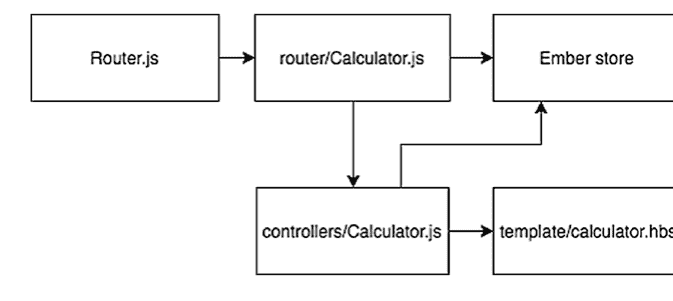 Router.js
router/Calculator.js
Ember store
controllers/Calculator.js
template/calculator.hbs